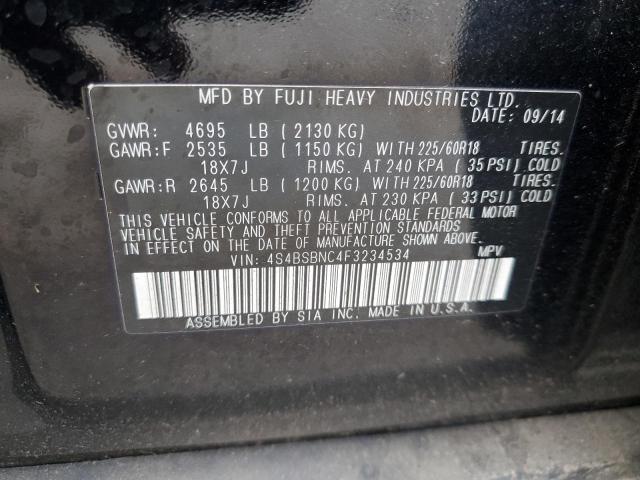 MFD BY FUJI HEAVY INDUSTRIES LTD.
DATE: 09/14
GVWR: 4695 LB ( 2130 KG)
GAWR:F 2535 LB ( 1150 KG) WITH 225/60R18 TIRES.
18X7J RIMS. AT 240 KPA ( 35 PSI) COLD
GAWR:R 2645 LB ( 1200 KG) WITH 225/60R18 TIRES.
18X7J RIMS. AT 230 KPA ( 33 PSI) COLD
THIS VEHICLE CONFORMS TO ALL APPLICABLE FEDERAL MOTOR
VEHICLE SAFETY AND THEFT PREVENTION STANDARDS
IN EFFECT ON THE DATE OF MANUFACTURE SHOWN ABOVE.
VIN: 4S4BSBNC4F3234534 MPV
ASSEMBLED BY SIA INC. MADE IN U.S.A.